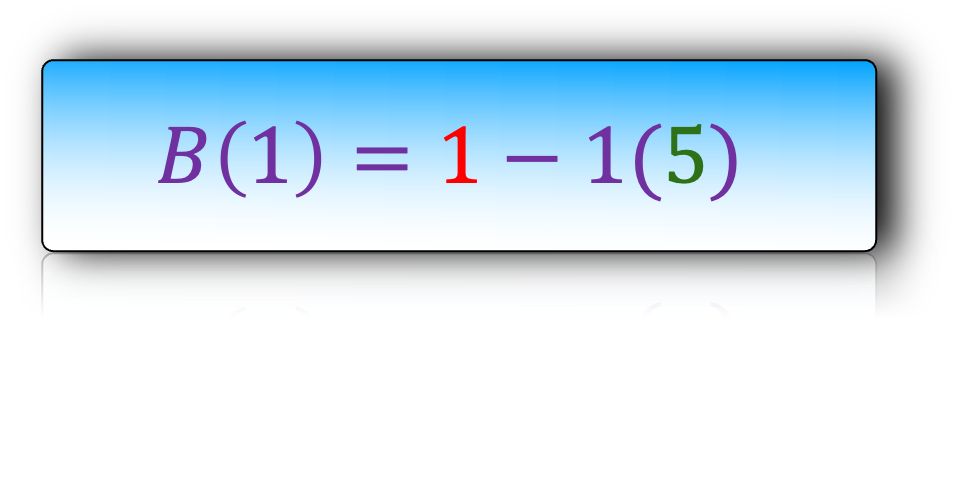 B(1) = 1 − 1(5)